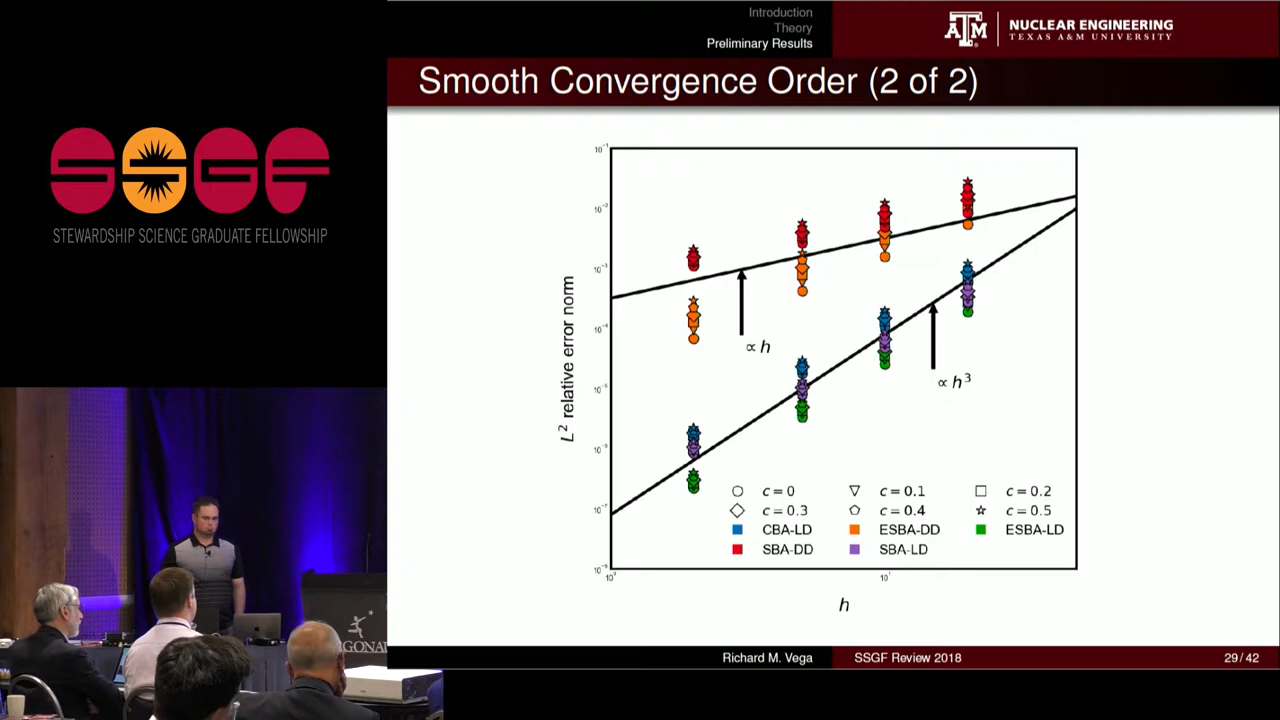 Introduction
Theory
Preliminary Results
ATM
NUCLEAR ENGINEERING
TEXAS A&M UNIVERSITY
Smooth Convergence Order (2 of 2)
SSGF
STEWARDSHIP SCIENCE GRADUATE FELLOWSHIP
10⁻¹
10⁻²
10⁻³
10⁻⁴
10⁻⁵
10⁻⁶
10⁻⁷
10⁻⁸
L² relative error norm
∝ h
∝ h³
c = 0 c = 0.1 c = 0.2
c = 0.3 c = 0.4 c = 0.5
CBA-LD ESBA-DD ESBA-LD
SBA-DD SBA-LD
10⁰ 10¹
h
Richard M. Vega SSGF Review 2018 29 / 42